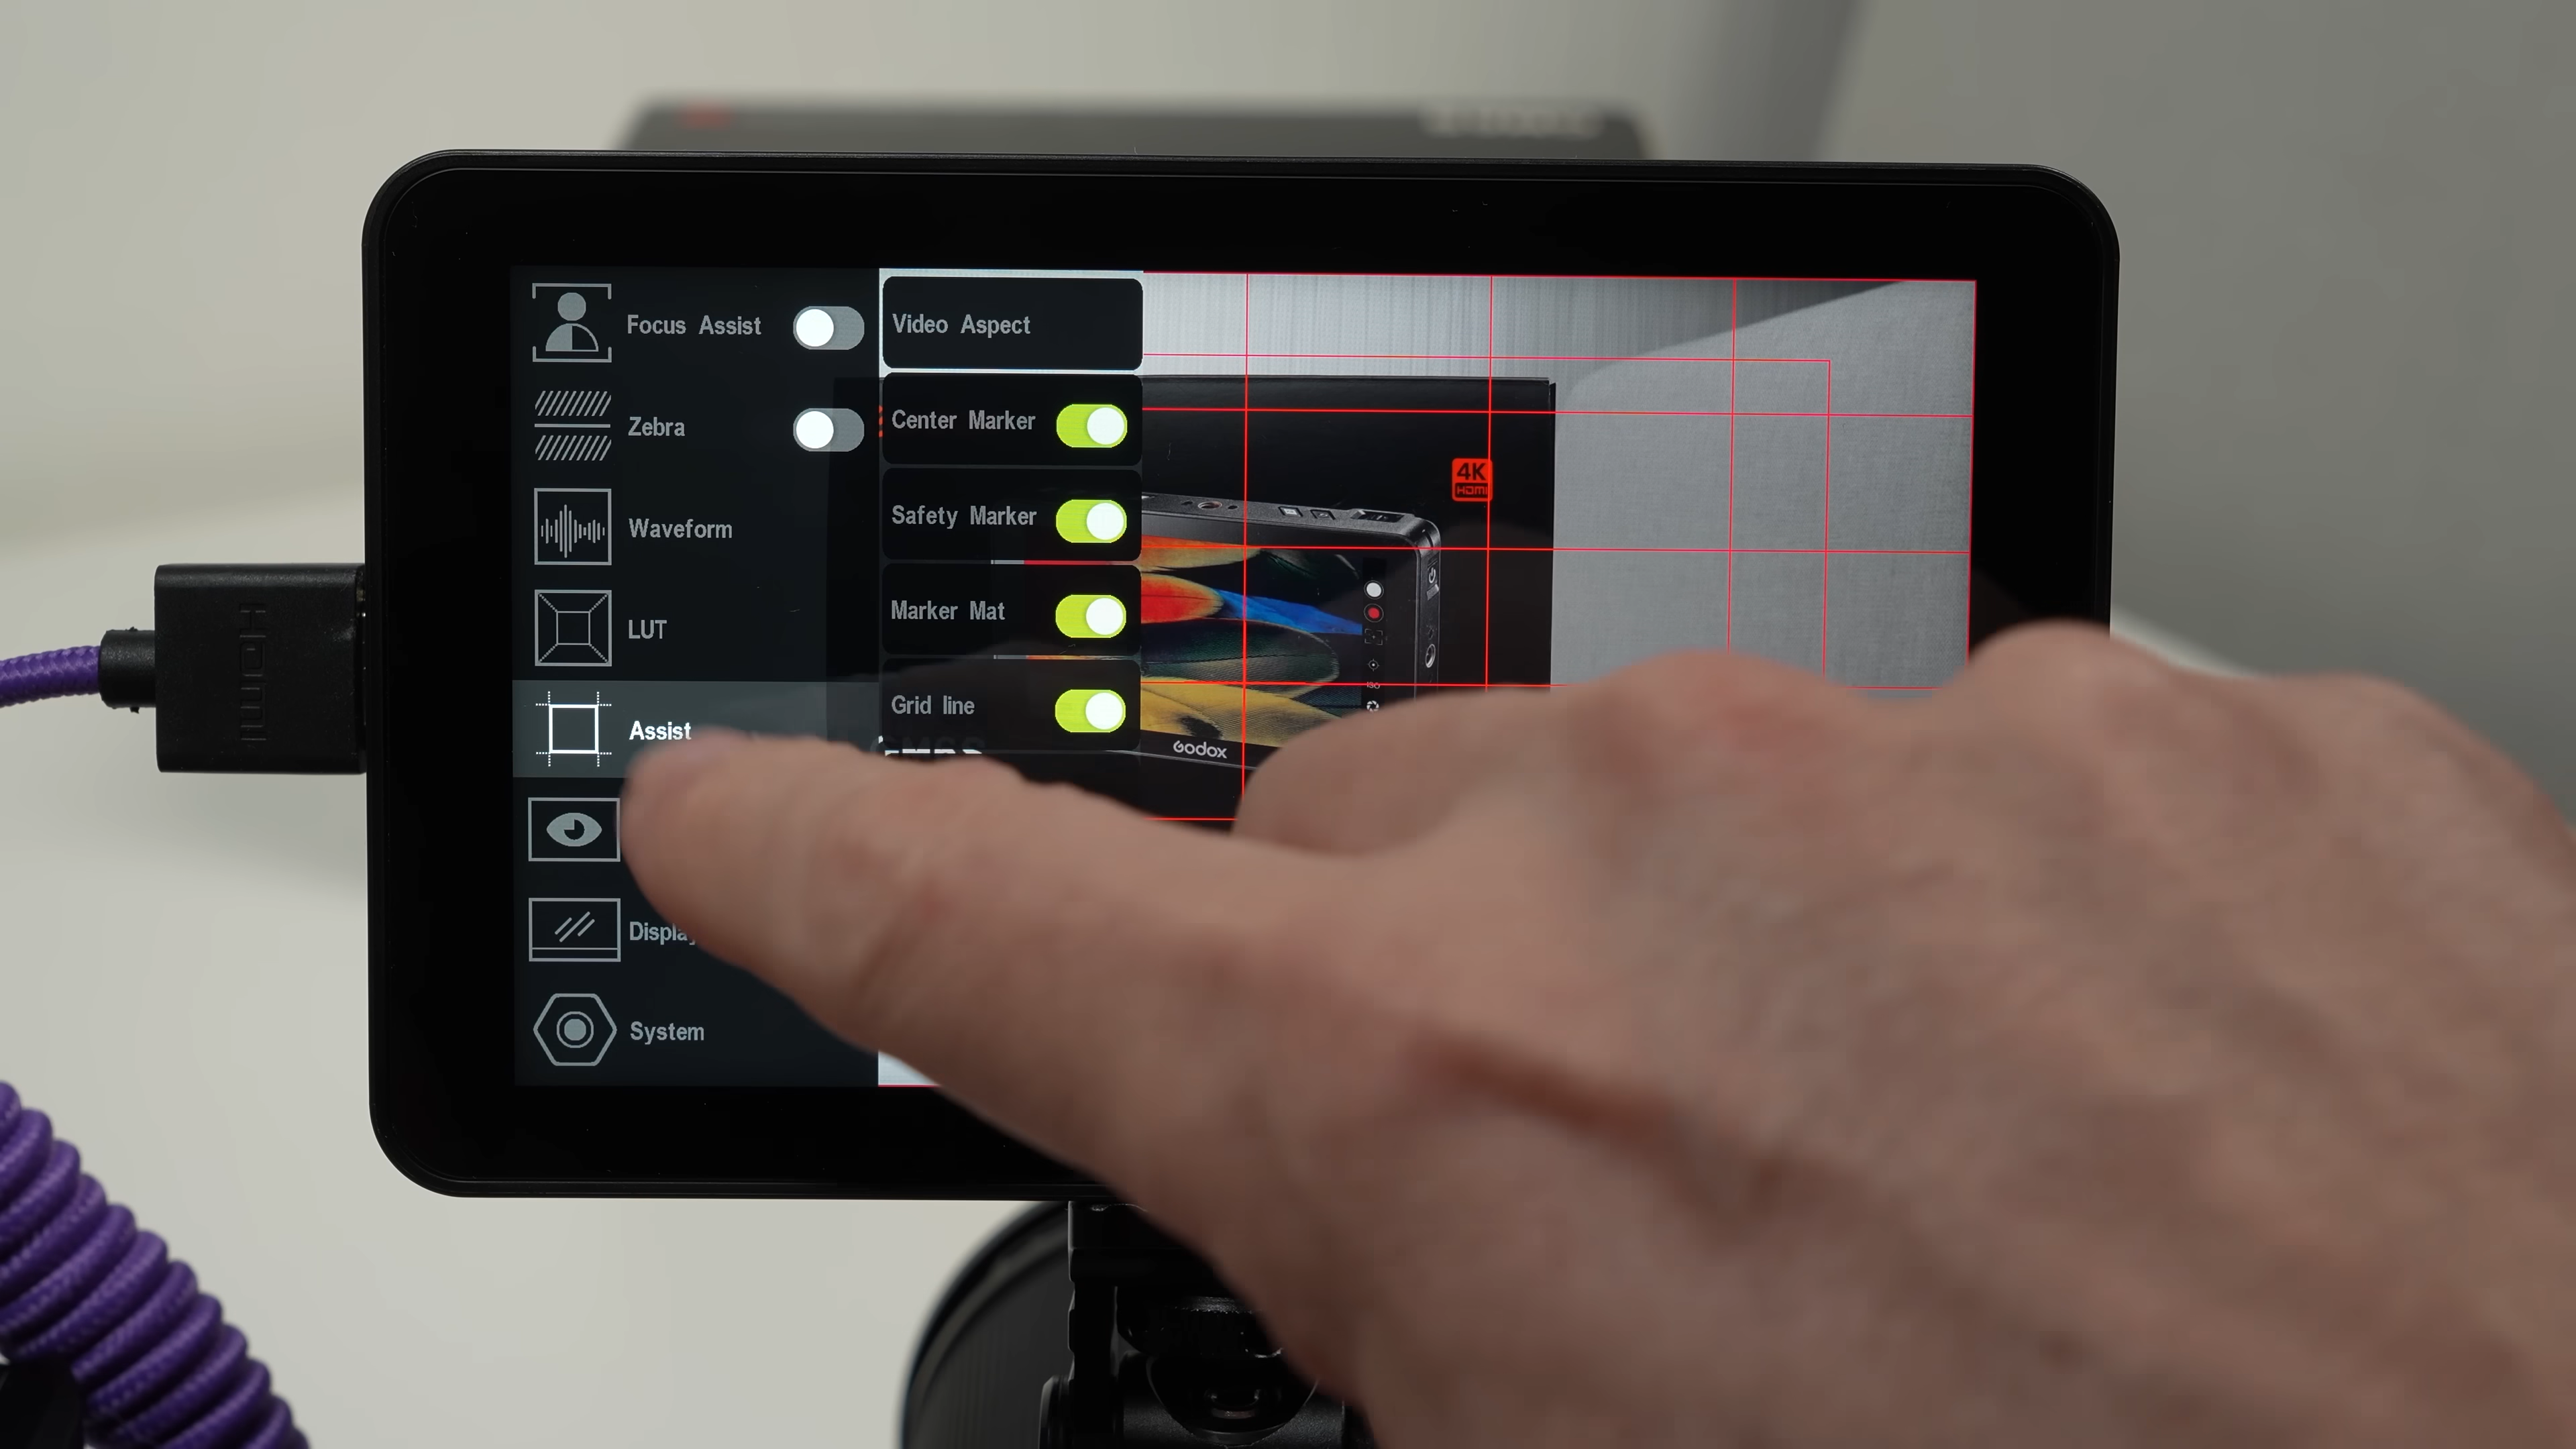 Focus Assist
Video Aspect
Zebra
Center Marker
4K
HDMI
Waveform
Safety Marker
LUT
Marker Mat
HDMI
Assist
Grid line
ISO
Godox
System